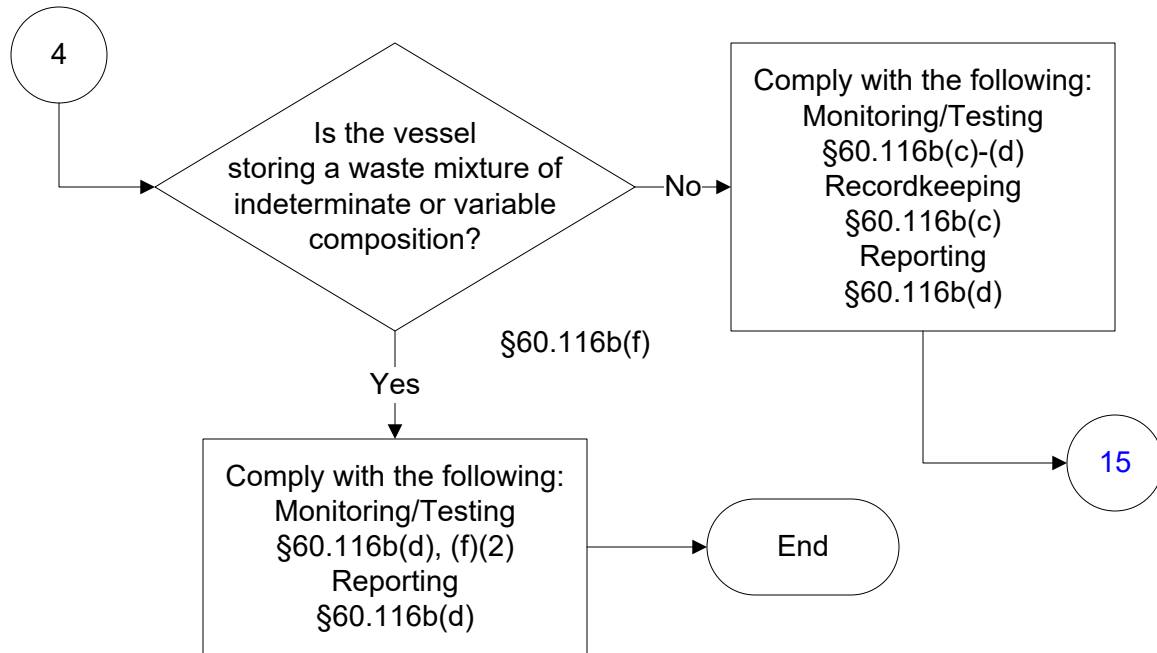 4
Is the vessel
storing a waste mixture of
indeterminate or variable
composition?
No
Comply with the following:
Monitoring/Testing
§60.116b(c)-(d)
Recordkeeping
§60.116b(c)
Reporting
§60.116b(d)
§60.116b(f)
Yes
15
Comply with the following:
Monitoring/Testing
§60.116b(d), (f)(2)
Reporting
§60.116b(d)
End